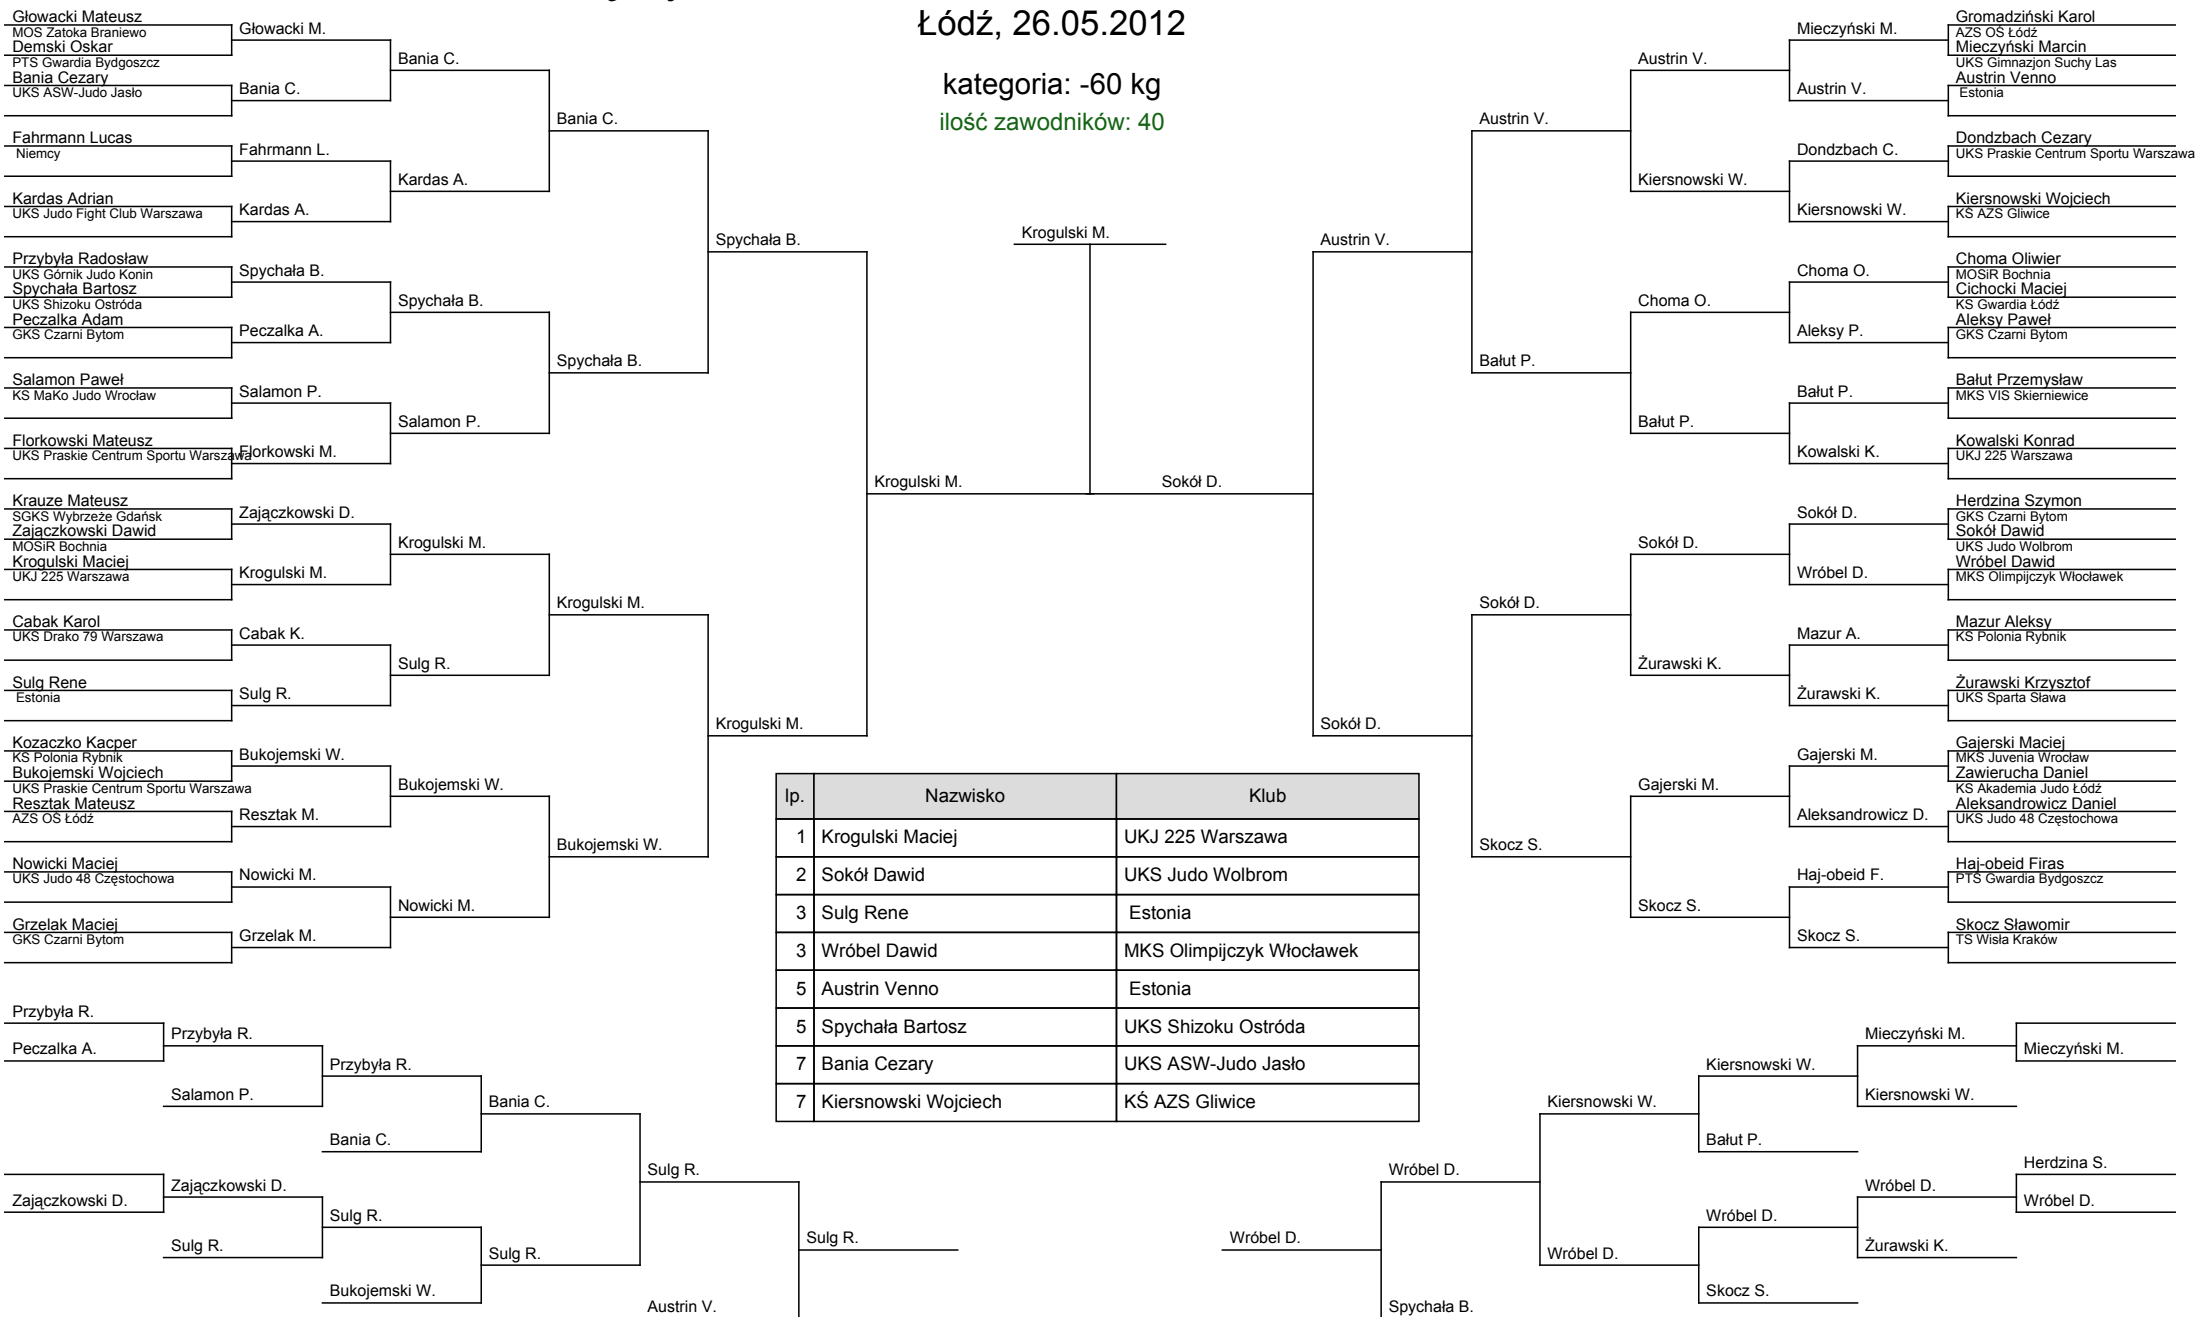 Łódź, 26.05.2012
kategoria: -60 kg
ilość zawodników: 40
Głowacki Mateusz
MOS Zatoka Braniewo
Demski Oskar
PTS Gwardia Bydgoszcz
Bania Cezary
UKS ASW-Judo Jasło
Fahrmann Lucas
Niemcy
Kardas Adrian
UKS Judo Fight Club Warszawa
Przybyła Radosław
UKS Górnik Judo Konin
Spychała Bartosz
UKS Shizoku Ostróda
Peczalka Adam
GKS Czarni Bytom
Salamon Paweł
KS MaKo Judo Wrocław
Florkowski Mateusz
UKS Praskie Centrum Sportu Warszawa
Krauze Mateusz
SGKS Wybrzeże Gdańsk
Zajączkowski Dawid
MOSiR Bochnia
Krogulski Maciej
UKJ 225 Warszawa
Cabak Karol
UKS Drako 79 Warszawa
Sulg Rene
Estonia
Kozaczko Kacper
KS Polonia Rybnik
Bukojemski Wojciech
UKS Praskie Centrum Sportu Warszawa
Resztak Mateusz
AZS OŚ Łódź
Nowicki Maciej
UKS Judo 48 Częstochowa
Grzelak Maciej
GKS Czarni Bytom
Głowacki M.
Bania C.
Fahrmann L.
Kardas A.
Spychała B.
Peczalka A.
Salamon P.
Florkowski M.
Zajączkowski D.
Krogulski M.
Cabak K.
Sulg R.
Bukojemski W.
Resztak M.
Nowicki M.
Grzelak M.
Bania C.
Kardas A.
Spychała B.
Salamon P.
Krogulski M.
Sulg R.
Bukojemski W.
Nowicki M.
Bania C.
Spychała B.
Krogulski M.
Bukojemski W.
Spychała B.
Krogulski M.
Krogulski M.
Krogulski M.
Sokół D.
Austrin V.
Sokół D.
Austrin V.
Bałut P.
Sokół D.
Skocz S.
Austrin V.
Kiersnowski W.
Choma O.
Bałut P.
Sokół D.
Żurawski K.
Gajerski M.
Skocz S.
Mieczyński M.
Austrin V.
Dondzbach C.
Kiersnowski W.
Choma O.
Aleksy P.
Bałut P.
Kowalski K.
Sokół D.
Wróbel D.
Mazur A.
Żurawski K.
Gajerski M.
Aleksandrowicz D.
Haj-obeid F.
Skocz S.
Gromadziński Karol
AZS OŚ Łódź
Mieczyński Marcin
UKS Gimnazjon Suchy Las
Austrin Venno
Estonia
Dondzbach Cezary
UKS Praskie Centrum Sportu Warszawa
Kiersnowski Wojciech
KŚ AZS Gliwice
Choma Oliwier
MOSiR Bochnia
Cichocki Maciej
KS Gwardia Łódź
Aleksy Paweł
GKS Czarni Bytom
Bałut Przemysław
MKS VIS Skierniewice
Kowalski Konrad
UKJ 225 Warszawa
Herdzina Szymon
GKS Czarni Bytom
Sokół Dawid
UKS Judo Wolbrom
Wróbel Dawid
MKS Olimpijczyk Włocławek
Mazur Aleksy
KS Polonia Rybnik
Żurawski Krzysztof
UKS Sparta Sława
Gajerski Maciej
MKS Juvenia Wrocław
Zawierucha Daniel
KS Akademia Judo Łódź
Aleksandrowicz Daniel
UKS Judo 48 Częstochowa
Haj-obeid Firas
PTS Gwardia Bydgoszcz
Skocz Sławomir
TS Wisła Kraków
lp. Nazwisko Klub
1 Krogulski Maciej UKJ 225 Warszawa
2 Sokół Dawid UKS Judo Wolbrom
3 Sulg Rene Estonia
3 Wróbel Dawid MKS Olimpijczyk Włocławek
5 Austrin Venno Estonia
5 Spychała Bartosz UKS Shizoku Ostróda
7 Bania Cezary UKS ASW-Judo Jasło
7 Kiersnowski Wojciech KŚ AZS Gliwice
Przybyła R.
Peczalka A.
Zajączkowski D.
Przybyła R.
Salamon P.
Zajączkowski D.
Sulg R.
Przybyła R.
Bania C.
Sulg R.
Bukojemski W.
Bania C.
Sulg R.
Sulg R.
Austrin V.
Sulg R.
Wróbel D.
Wróbel D.
Spychała B.
Kiersnowski W.
Wróbel D.
Kiersnowski W.
Bałut P.
Wróbel D.
Skocz S.
Mieczyński M.
Kiersnowski W.
Wróbel D.
Żurawski K.
Mieczyński M.
Herdzina S.
Wróbel D.